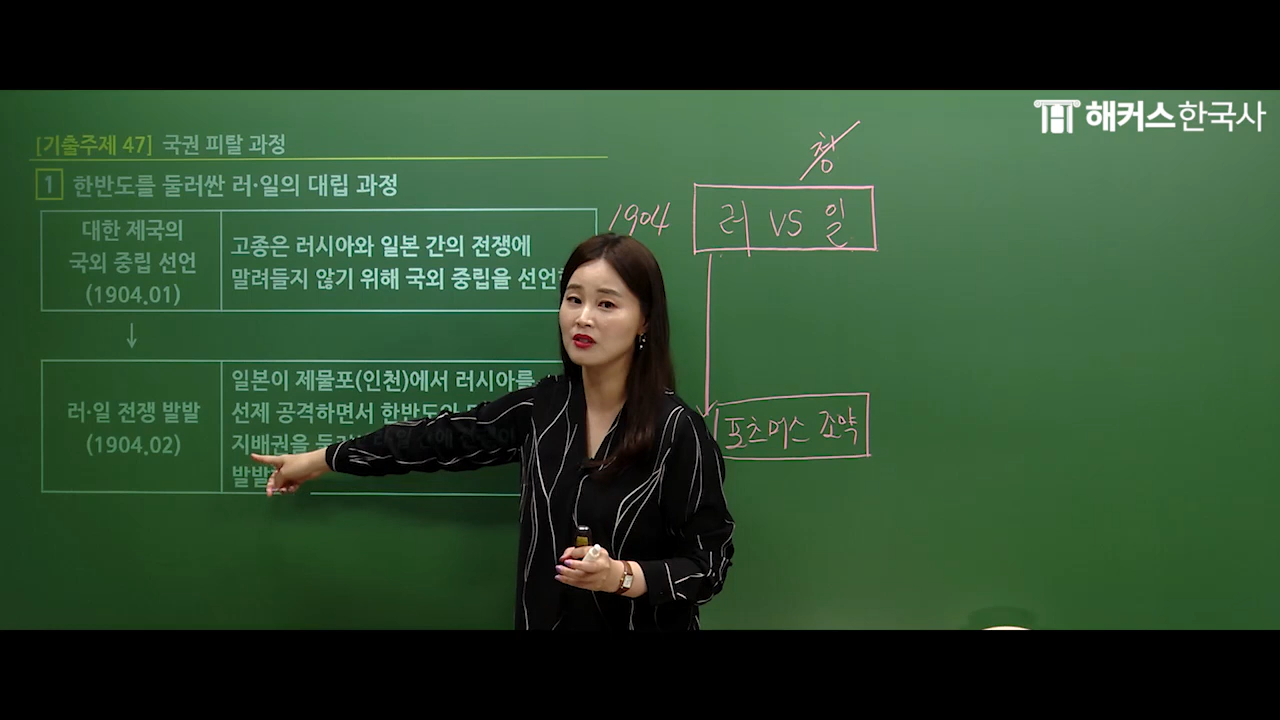 해커스한국사
[기출주제 47] 국권 피탈 과정
1 한반도를 둘러싼 러·일의 대립 과정
대한 제국의
국외 중립 선언
(1904.01)
고종은 러시아와 일본 간의 전쟁에
말려들지 않기 위해 국외 중립을
↓
러·일 전쟁 발발
(1904.02)
일본이 제물포(인천)에서 러시아를
선제 공격하면서 한반도와
지배권을
청
1904
러 VS 일
포츠머스 조약